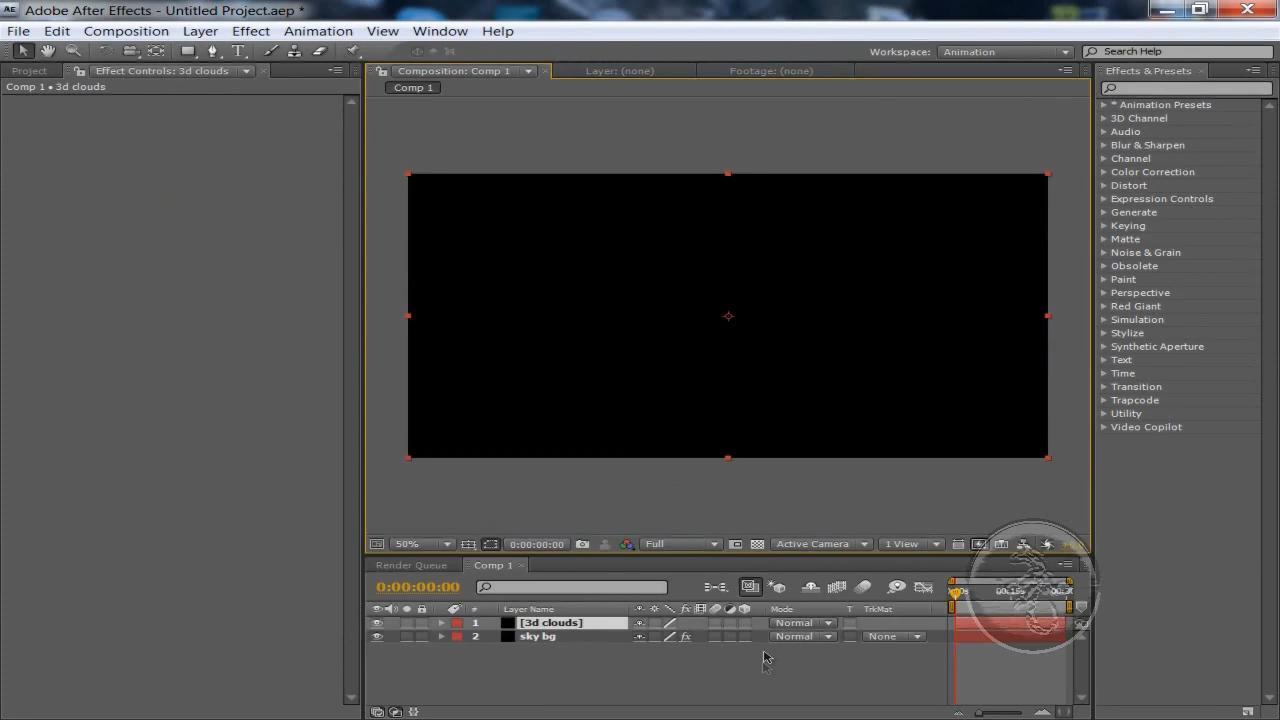 Adobe After Effects - Untitled Project.aep *
File Edit Composition Layer Effect Animation View Window Help
Workspace: Animation Search Help
Project Effect Controls: 3d clouds Composition: Comp 1 Layer: (none) Footage: (none) Effects & Presets
Comp 1 • 3d clouds
Comp 1
* Animation Presets
3D Channel
Audio
Blur & Sharpen
Channel
Color Correction
Distort
Expression Controls
Generate
Keying
Matte
Noise & Grain
Obsolete
Paint
Perspective
Red Giant
Simulation
Stylize
Synthetic Aperture
Text
Time
Transition
Trapcode
Utility
Video Copilot
50% 0:00:00:00 Full Active Camera 1 View
Render Queue Comp 1
0:00:00:00
# Layer Name Mode T TrkMat
1 [3d clouds] Normal
2 sky bg Normal None